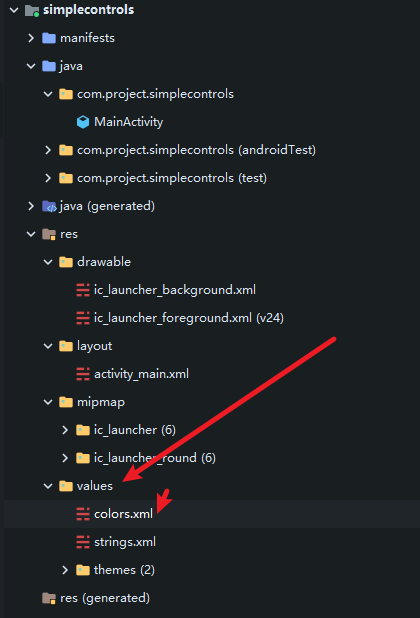 simplecontrols
manifests
java
com.project.simplecontrols
MainActivity
com.project.simplecontrols (androidTest)
com.project.simplecontrols (test)
java (generated)
res
drawable
ic_launcher_background.xml
ic_launcher_foreground.xml (v24)
layout
activity_main.xml
mipmap
ic_launcher (6)
ic_launcher_round (6)
values
colors.xml
strings.xml
themes (2)
res (generated)